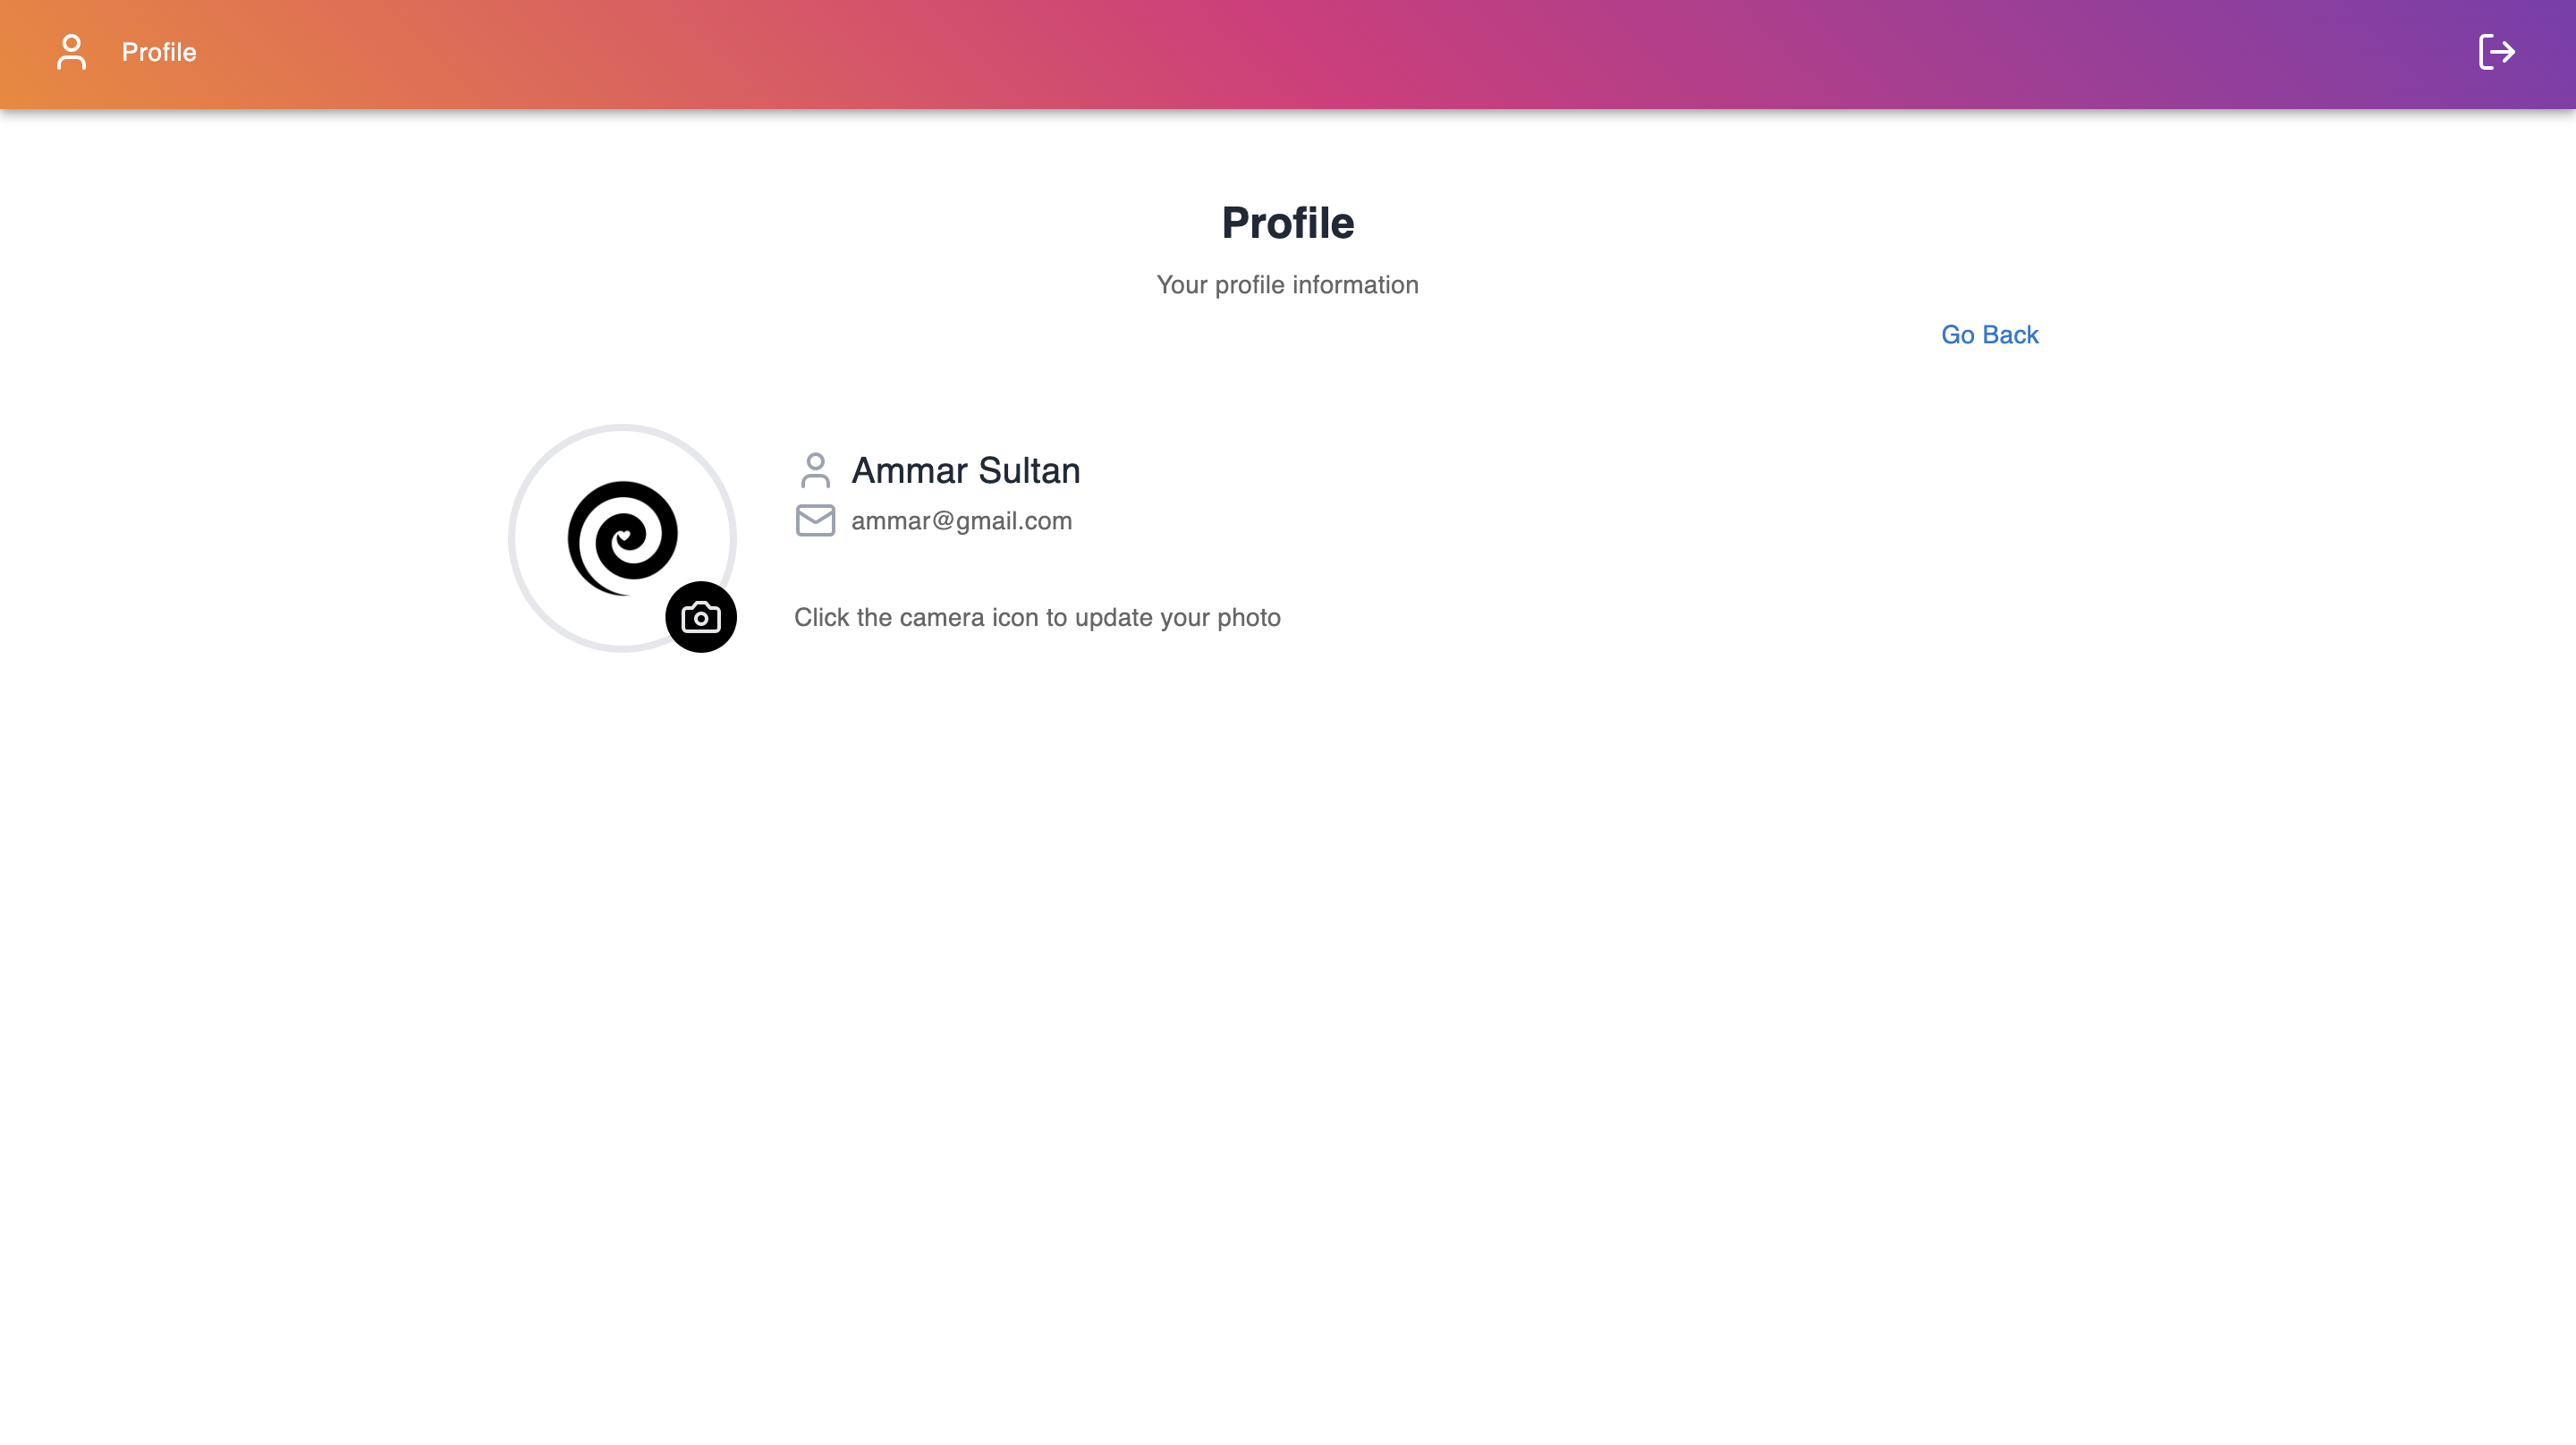 Profile
Profile
Your profile information
Go Back
Ammar Sultan
ammar@gmail.com
Click the camera icon to update your photo